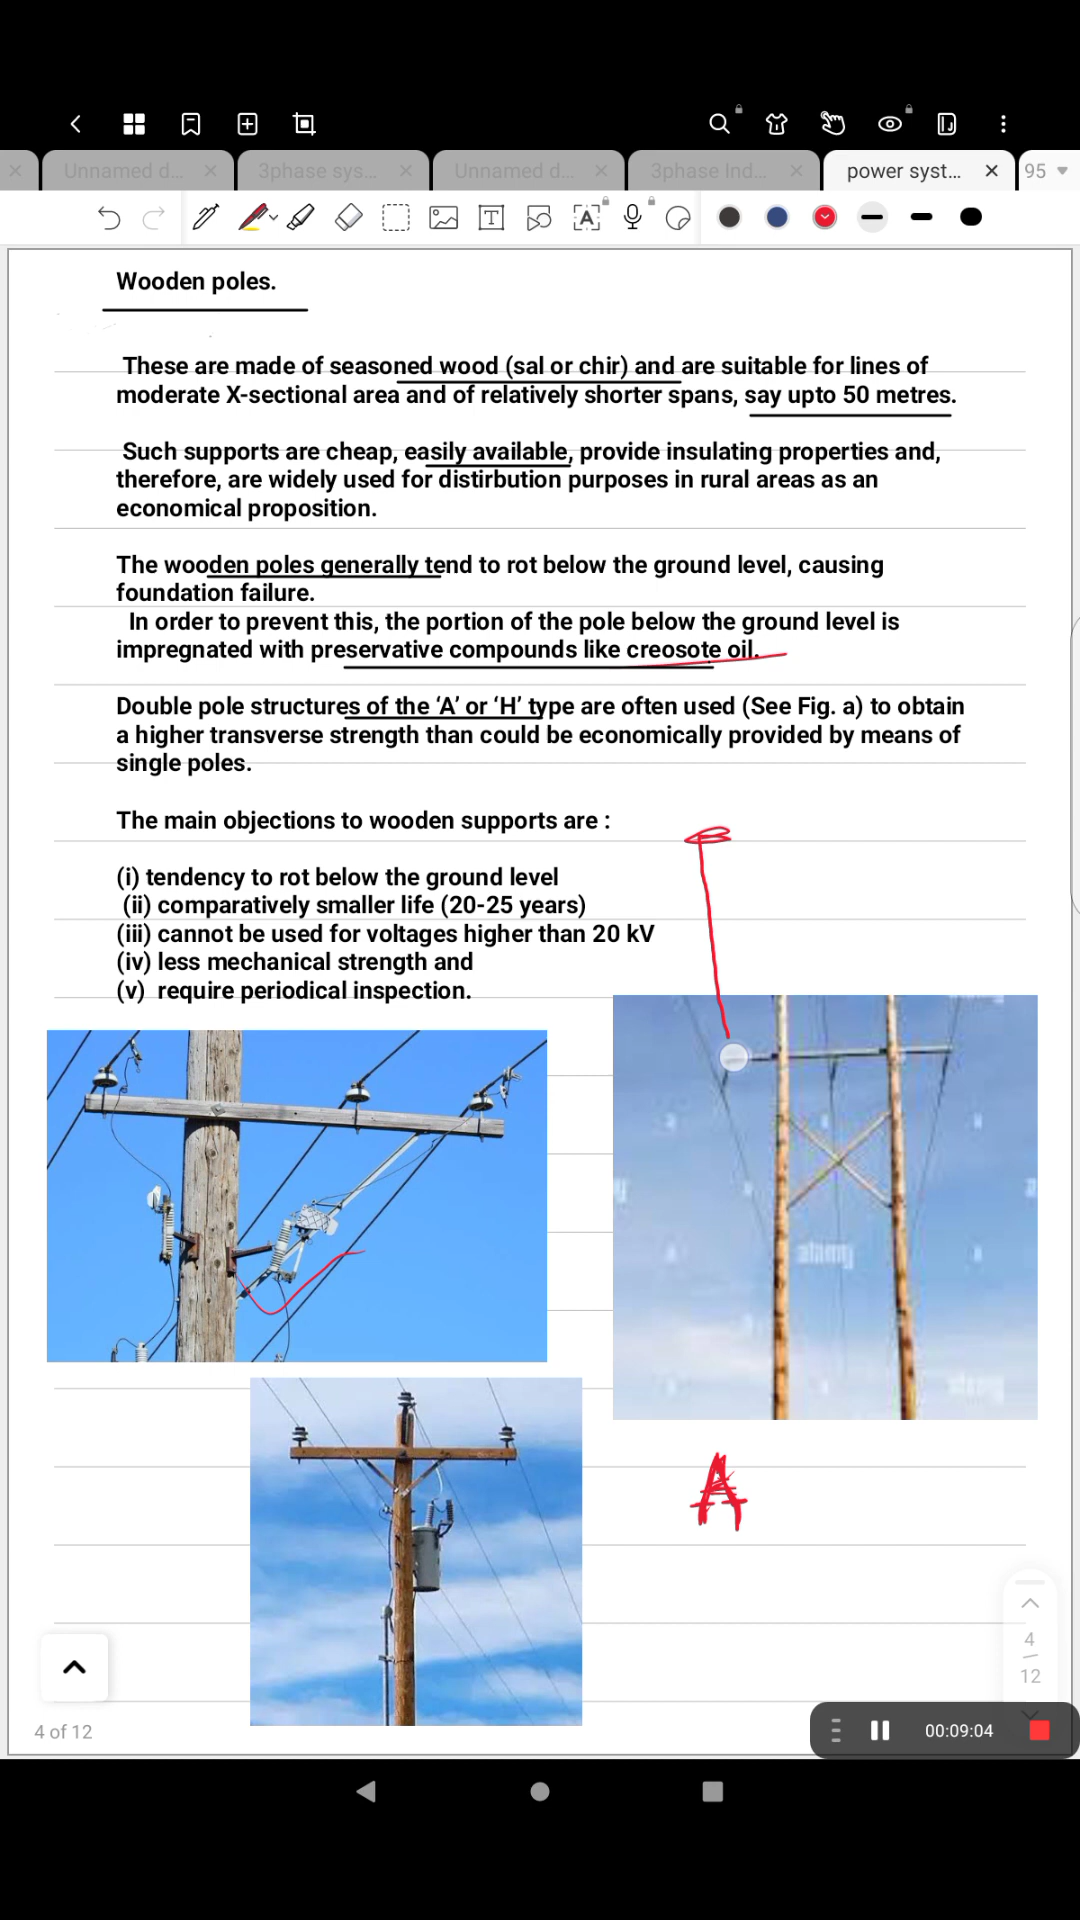 Unnamed d...
3phase sys...
Unnamed d...
3phase Ind...
power syst...
95
Wooden poles.
These are made of seasoned wood (sal or chir) and are suitable for lines of
moderate X-sectional area and of relatively shorter spans, say upto 50 metres.
Such supports are cheap, easily available, provide insulating properties and,
therefore, are widely used for distirbution purposes in rural areas as an
economical proposition.
The wooden poles generally tend to rot below the ground level, causing
foundation failure.
In order to prevent this, the portion of the pole below the ground level is
impregnated with preservative compounds like creosote oil.
Double pole structures of the ‘A’ or ‘H’ type are often used (See Fig. a) to obtain
a higher transverse strength than could be economically provided by means of
single poles.
The main objections to wooden supports are :
(i) tendency to rot below the ground level
(ii) comparatively smaller life (20-25 years)
(iii) cannot be used for voltages higher than 20 kV
(iv) less mechanical strength and
(v) require periodical inspection.
alamy
a
a
a
a
alamy
A
4
12
4 of 12
00:09:04